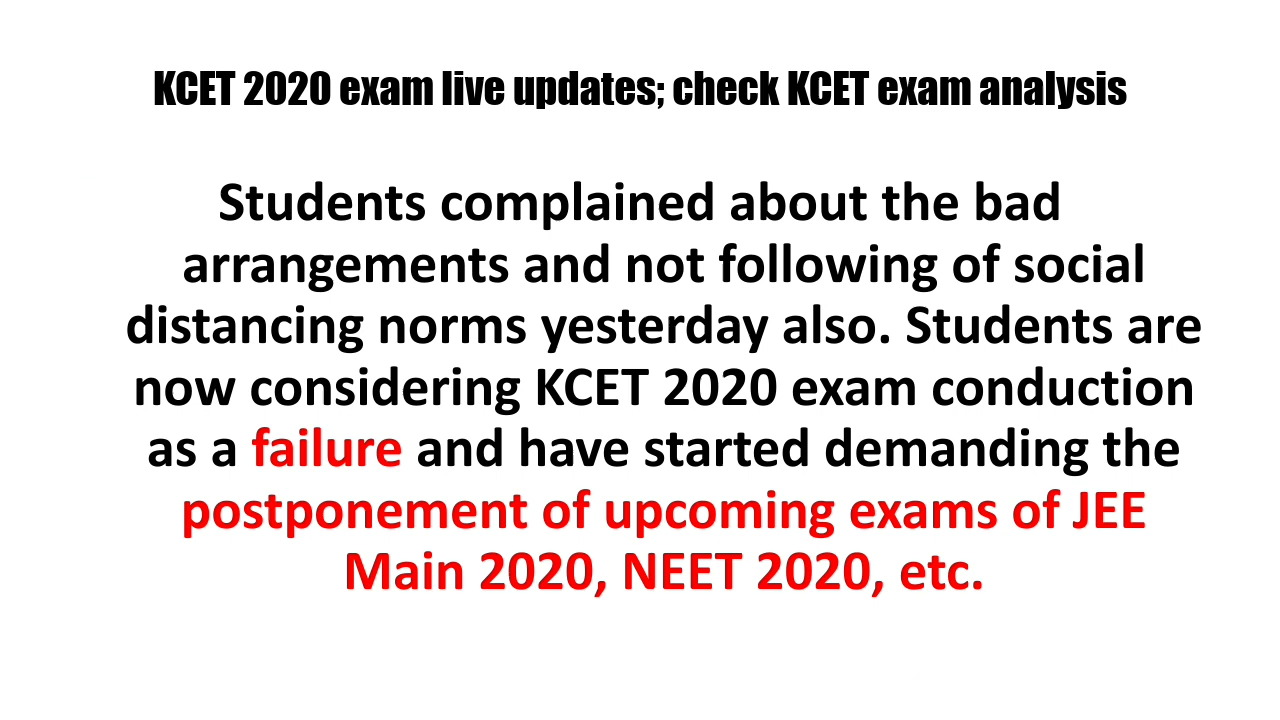 KCET 2020 exam live updates; check KCET exam analysis
Students complained about the bad
arrangements and not following of social
distancing norms yesterday also. Students are
now considering KCET 2020 exam conduction
as a failure and have started demanding the
postponement of upcoming exams of JEE
Main 2020, NEET 2020, etc.